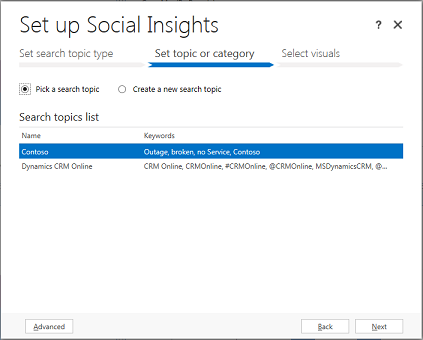 Set up Social Insights
? ×
Set search topic type Set topic or category Select visuals
Pick a search topic Create a new search topic
Search topics list
Name Keywords
Contoso Outage, broken, no Service, Contoso
Dynamics CRM Online CRM Online, CRMOnline, #CRMOnline, @CRMOnline, MSDynamicsCRM, @...
Advanced Back Next